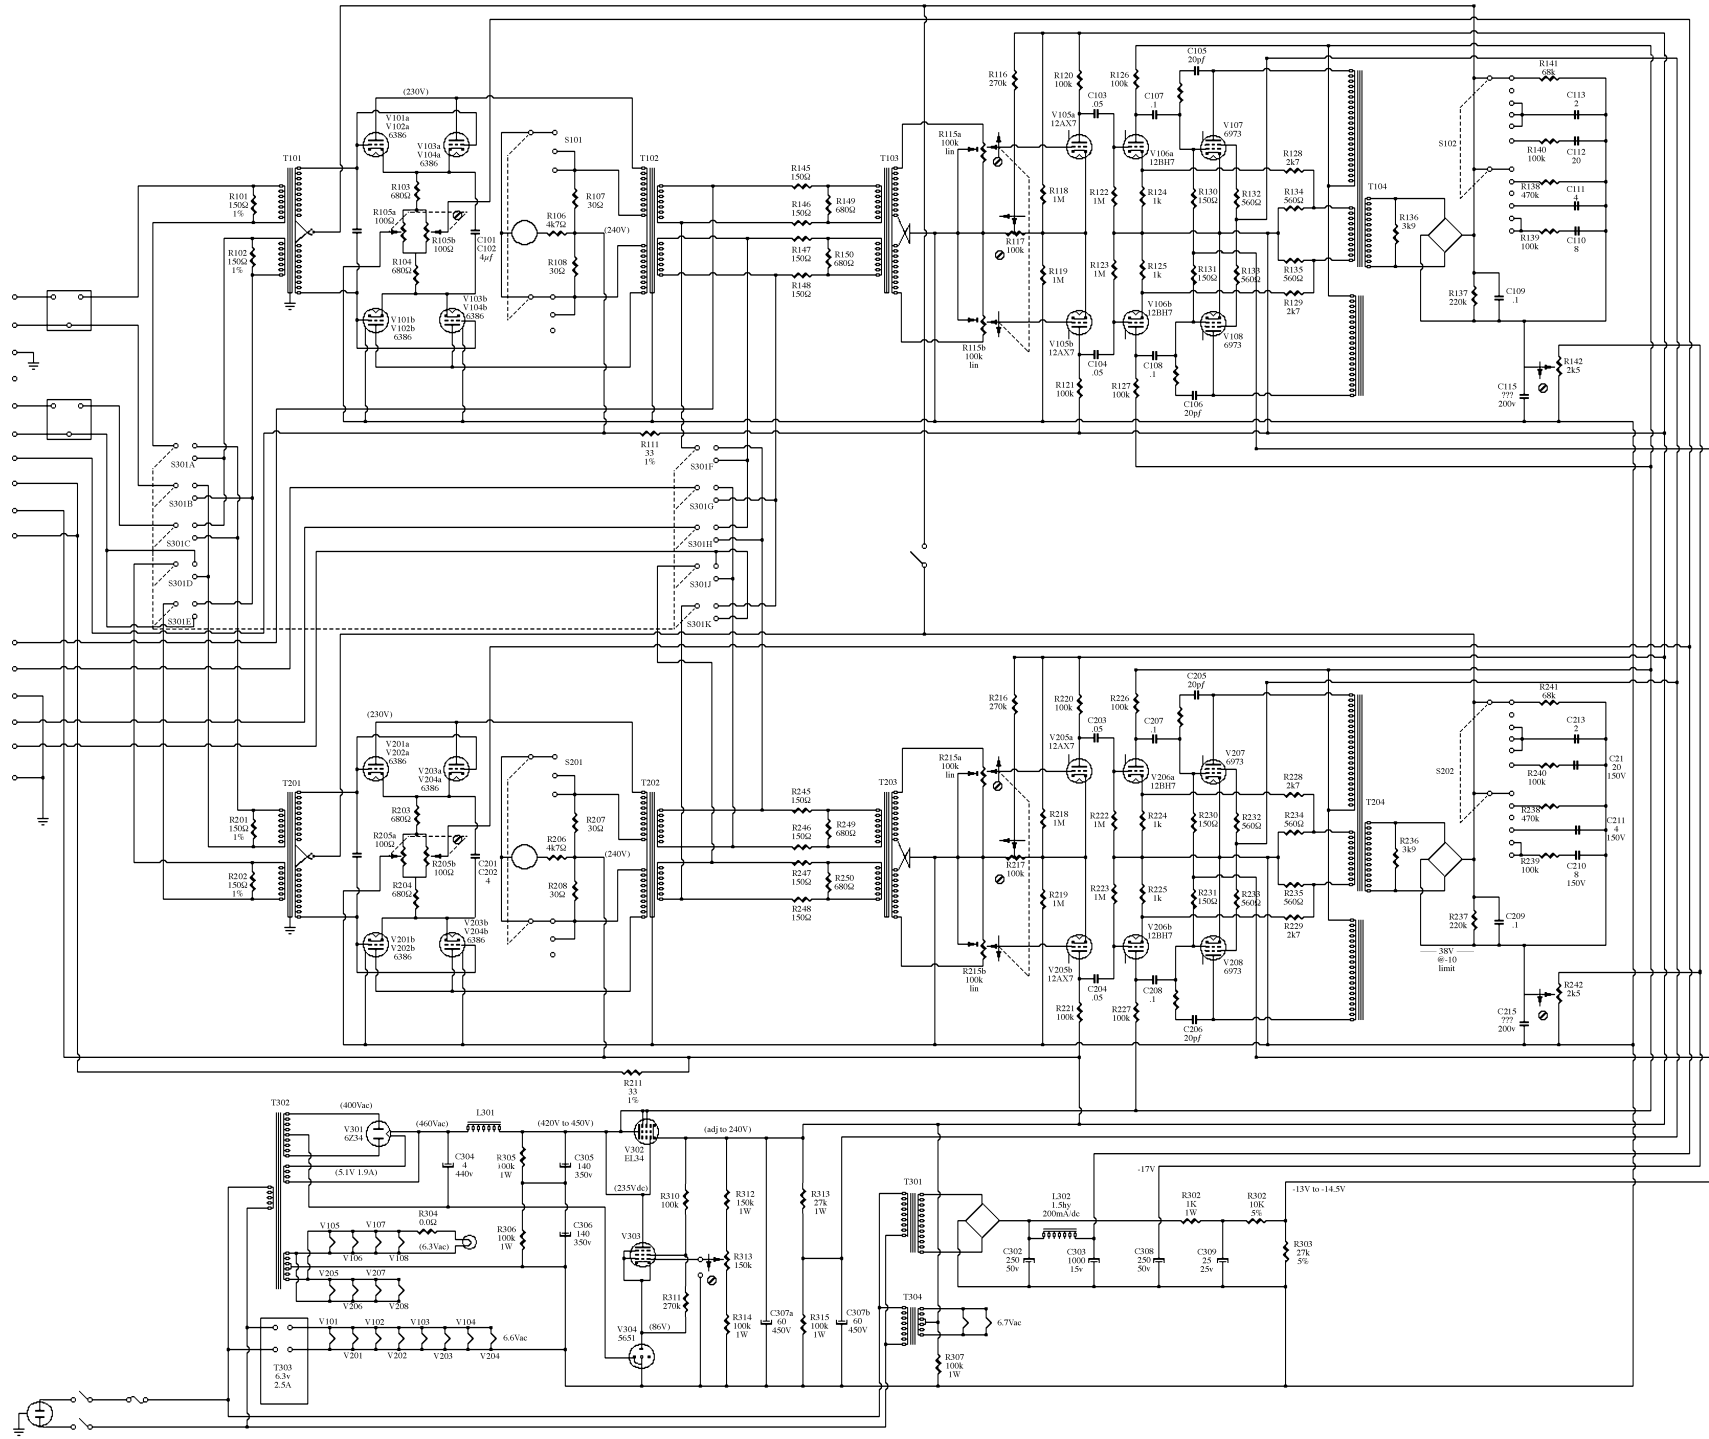 (230V)
V101a
V102a
6386
V103a
V104a
6386
T101
R101
150Ω
1%
R102
150Ω
1%
R103
680Ω
R105a
100Ω
R105b
100Ω
R104
680Ω
C101
C102
4µf
V101b
V102b
6386
V103b
V104b
6386
S101
R107
30Ω
R106
4k7Ω
R108
30Ω
(240V)
T102
R145
150Ω
R146
150Ω
R149
680Ω
R147
150Ω
R150
680Ω
R148
150Ω
T103
R115a
100k
lin
R115b
100k
lin
R116
270k
R117
100k
R118
1M
R119
1M
R120
100k
C103
.05
V105a
12AX7
V105b
12AX7
C104
.05
R121
100k
R122
1M
R123
1M
R126
100k
C107
.1
C105
20pf
V106a
12BH7
R124
1k
R125
1k
V106b
12BH7
C108
.1
R127
100k
C106
20pf
V107
6973
R130
150Ω
R132
560Ω
R131
150Ω
R133
560Ω
V108
6973
R128
2k7
R134
560Ω
R135
560Ω
R129
2k7
T104
R136
3k9
S102
R141
68k
C113
2
R140
100k
C112
20
R138
470k
C111
4
R139
100k
C110
8
R137
220k
C109
.1
R142
2k5
C115
???
200v
R111
33
1%
S301A
S301B
S301C
S301D
S301E
S301F
S301G
S301H
S301J
S301K
(230V)
V201a
V202a
6386
V203a
V204a
6386
T201
R201
150Ω
1%
R202
150Ω
1%
R203
680Ω
R205a
100Ω
R205b
100Ω
R204
680Ω
C201
C202
4
V201b
V202b
6386
V203b
V204b
6386
S201
R207
30Ω
R206
4k7Ω
R208
30Ω
(240V)
T202
R245
150Ω
R246
150Ω
R249
680Ω
R247
150Ω
R250
680Ω
R248
150Ω
T203
R215a
100k
lin
R215b
100k
lin
R216
270k
R217
100k
R218
1M
R219
1M
R220
100k
C203
.05
V205a
12AX7
V205b
12AX7
C204
.05
R221
100k
R222
1M
R223
1M
R226
100k
C207
.1
C205
20pf
V206a
12BH7
R224
1k
R225
1k
V206b
12BH7
C208
.1
R227
100k
C206
20pf
V207
6973
R230
150Ω
R232
560Ω
R231
150Ω
R233
560Ω
V208
6973
R228
2k7
R234
560Ω
R235
560Ω
R229
2k7
T204
R236
3k9
S202
R241
68k
C213
2
R240
100k
C21
20
150V
R238
470k
C211
4
150V
R239
100k
C210
8
150V
R237
220k
C209
.1
38V
@-10
limit
R242
2k5
C215
???
200v
R211
33
1%
T302
(400Vac)
V301
6Z34
(460Vac)
L301
(420V to 450V)
(5.1V 1.9A)
C304
4
440v
R305
100k
1W
C305
140
350v
R306
100k
1W
C306
140
350v
V302
EL34
(adj to 240V)
(235Vdc)
R310
100k
R312
150k
1W
R313
27k
1W
V303
R313
150k
R311
270k
R314
100k
1W
C307a
60
450V
R315
100k
1W
C307b
60
450V
V304
5651
(86V)
V105
V107
R304
0.0Ω
(6.3Vac)
V106
V108
V205
V207
V206
V208
V101
V102
V103
V104
6.6Vac
V201
V202
V203
V204
T303
6.3v
2.5A
T301
L302
1.5hy
200mA/dc
-17V
-13V to -14.5V
R302
1K
1W
R302
10K
5%
C302
250
50v
C303
1000
15v
C308
250
50v
C309
25
25v
R303
27k
5%
T304
6.7Vac
R307
100k
1W